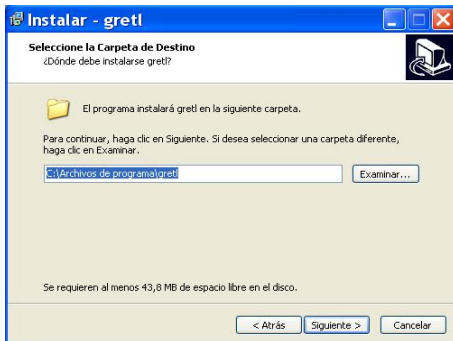 Instalar - gretl
Seleccione la Carpeta de Destino
¿Dónde debe instalarse gretl?
El programa instalará gretl en la siguiente carpeta.
Para continuar, haga clic en Siguiente. Si desea seleccionar una carpeta diferente,
haga clic en Examinar.
C:\Archivos de programa\gretl
Examinar...
Se requieren al menos 43,8 MB de espacio libre en el disco.
< Atrás
Siguiente >
Cancelar